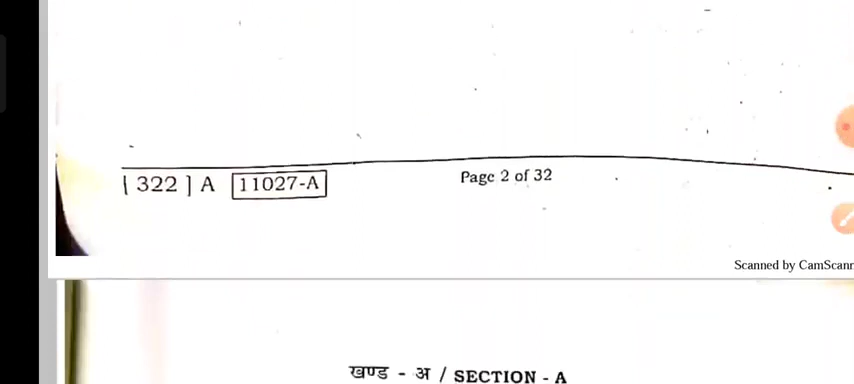 [ 322 ] A 11027-A Page 2 of 32
Scanned by CamScann
खण्ड - अ / SECTION - A